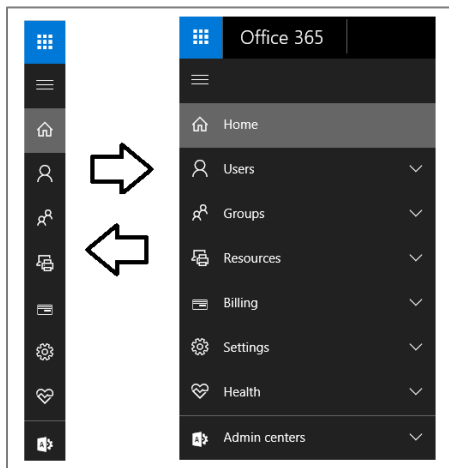 Office 365
Home
Users
Groups
Resources
Billing
Settings
Health
Admin centers